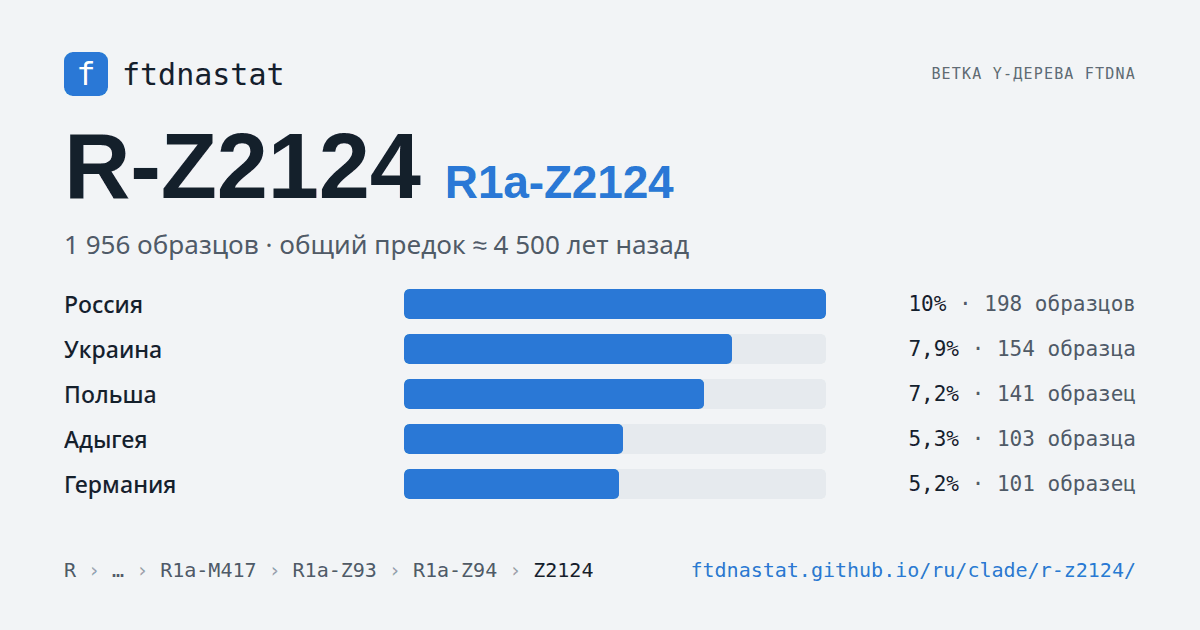 f ftdnastat
ВЕТКА Y-ДЕРЕВА FTDNA
R-Z2124 R1a-Z2124
1 956 образцов · общий предок ≈ 4 500 лет назад
Россия 10% · 198 образцов
Украина 7,9% · 154 образца
Польша 7,2% · 141 образец
Адыгея 5,3% · 103 образца
Германия 5,2% · 101 образец
R › … › R1a-M417 › R1a-Z93 › R1a-Z94 › Z2124
ftdnastat.github.io/ru/clade/r-z2124/